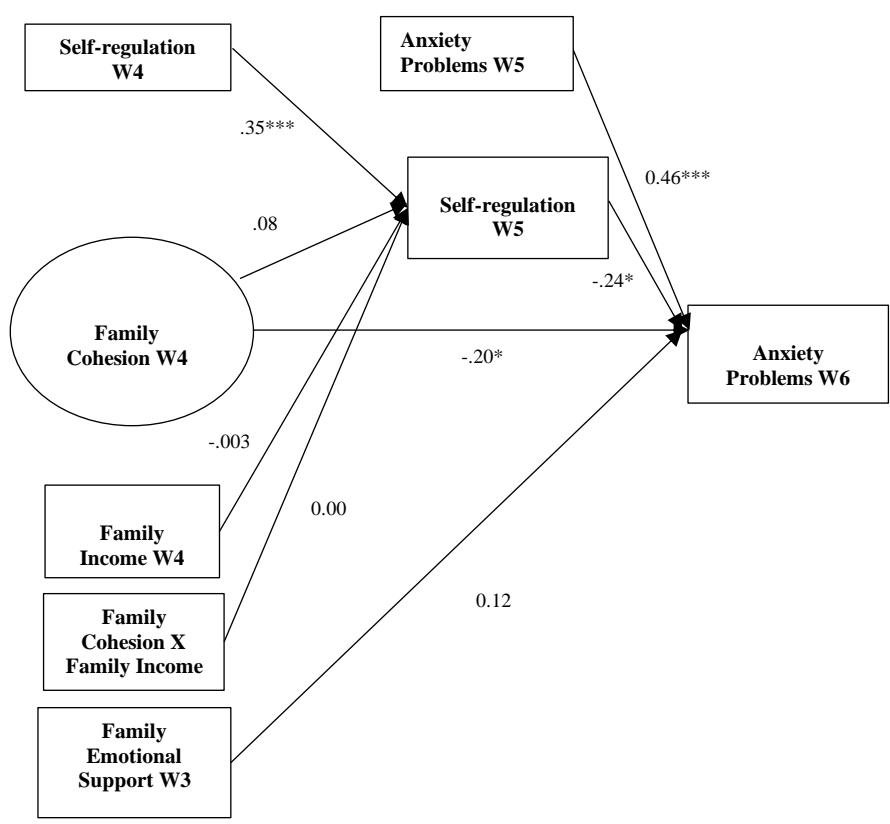 Self-regulation
W4
Anxiety
Problems W5
.35***
0.46***
Self-regulation
W5
.08
-.24*
Family
Cohesion W4
-.20*
Anxiety
Problems W6
-.003
0.00
Family
Income W4
0.12
Family
Cohesion X
Family Income
Family
Emotional
Support W3